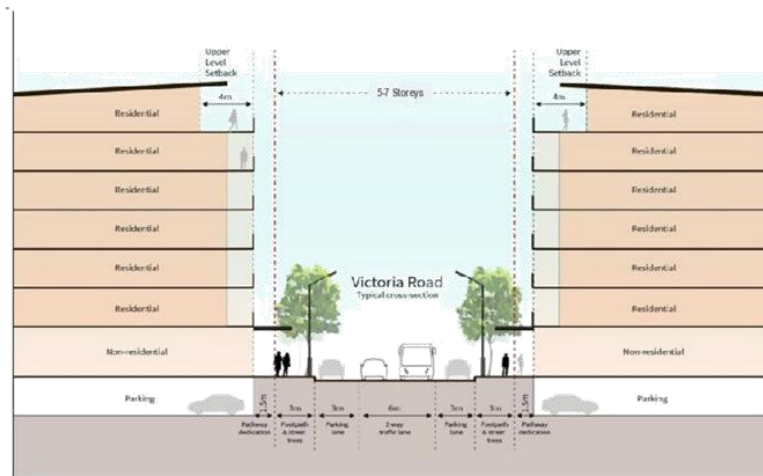 Upper
Level
Setback
Upper
Level
Setback
5-7 Storeys
4m
4m
Residential
Residential
Residential
Residential
Residential
Residential
Residential
Residential
Victoria Road
Typical cross-section
Residential
Residential
Residential
Residential
Non-residential
Non-residential
Parking
Parking
1.5m
3m
3m
6m
3m
3m
1.5m
Pathway
dedication
Footpath
& street
trees
Parking
lane
2-way
traffic lane
Parking
lane
Footpath
& street
trees
Pathway
dedication